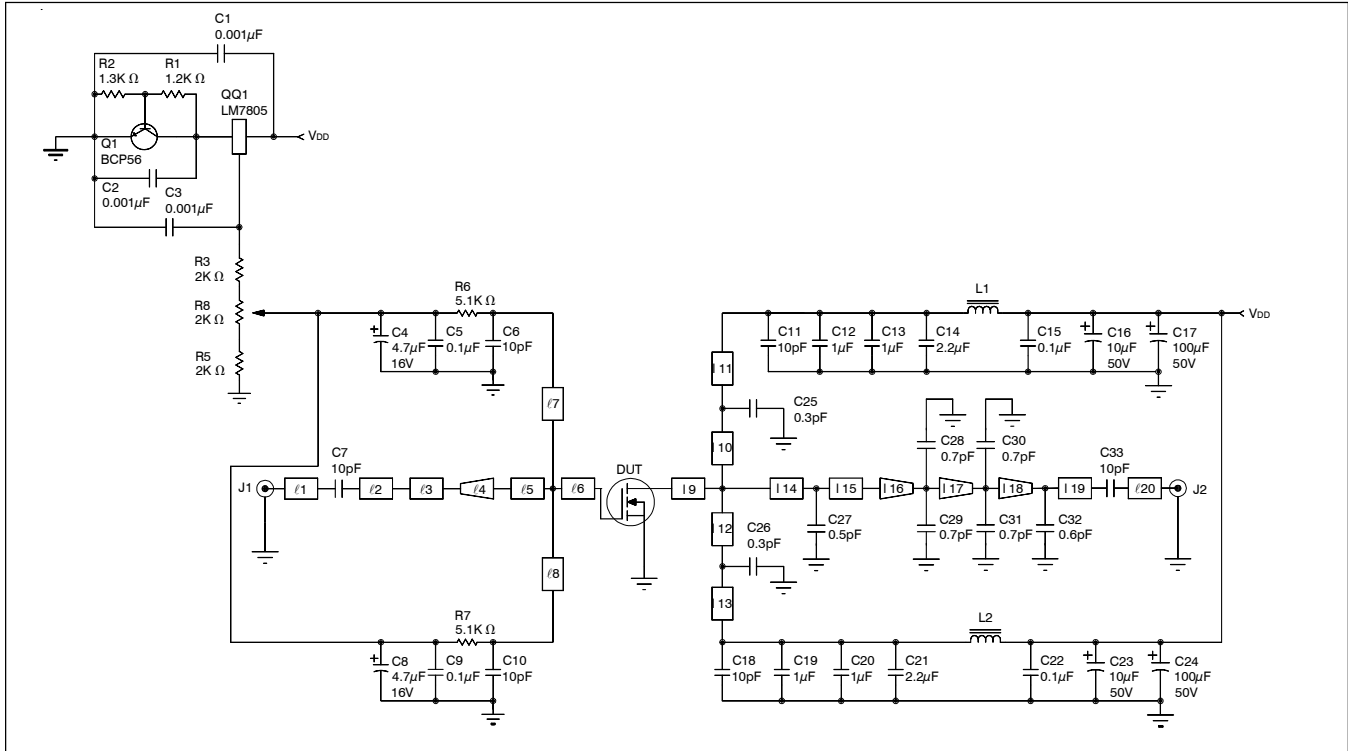 C1
0.001µF
R2
1.3K Ω
R1
1.2K Ω
QQ1
LM7805
VDD
Q1
BCP56
C2
0.001µF
C3
0.001µF
R3
2K Ω
R8
2K Ω
R5
2K Ω
R6
5.1K Ω
C4
4.7µF
16V
C5
0.1µF
C6
10pF
L1
VDD
C11
10pF
C12
1µF
C13
1µF
C14
2.2µF
C15
0.1µF
C16
10µF
50V
C17
100µF
50V
l 11
ℓ7
C25
0.3pF
l 10
C28
0.7pF
C30
0.7pF
C7
10pF
DUT
C33
10pF
J1
ℓ1
ℓ2
ℓ3
ℓ4
ℓ5
ℓ6
l 9
l 14
l 15
l 16
l 17
l 18
l 19
ℓ20
J2
l 12
C26
0.3pF
C27
0.5pF
C29
0.7pF
C31
0.7pF
C32
0.6pF
ℓ8
l 13
R7
5.1K Ω
C8
4.7µF
16V
C9
0.1µF
C10
10pF
L2
C18
10pF
C19
1µF
C20
1µF
C21
2.2µF
C22
0.1µF
C23
10µF
50V
C24
100µF
50V